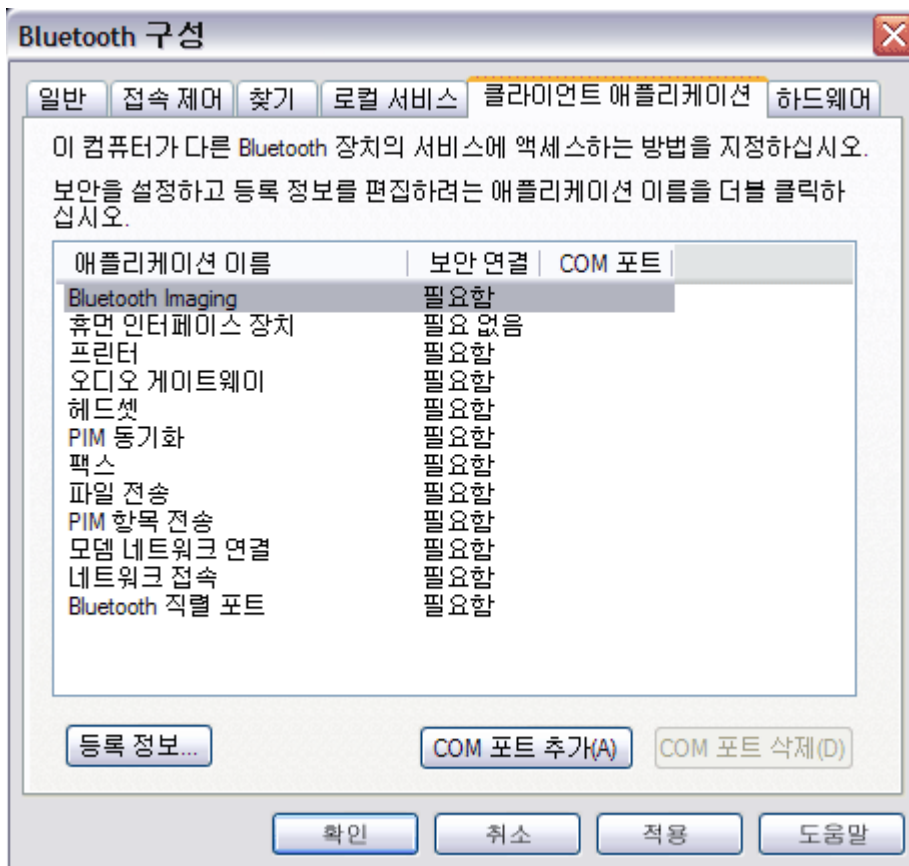 Bluetooth 구성
일반 접속 제어 찾기 로컬 서비스 클라이언트 애플리케이션 하드웨어
이 컴퓨터가 다른 Bluetooth 장치의 서비스에 액세스하는 방법을 지정하십시오.
보안을 설정하고 등록 정보를 편집하려는 애플리케이션 이름을 더블 클릭하
십시오.
애플리케이션 이름 보안 연결 COM 포트
Bluetooth Imaging 필요함
휴먼 인터페이스 장치 필요 없음
프린터 필요함
오디오 게이트웨이 필요함
헤드셋 필요함
PIM 동기화 필요함
팩스 필요함
파일 전송 필요함
PIM 항목 전송 필요함
모뎀 네트워크 연결 필요함
네트워크 접속 필요함
Bluetooth 직렬 포트 필요함
등록 정보... COM 포트 추가(A) COM 포트 삭제(D)
확인 취소 적용 도움말